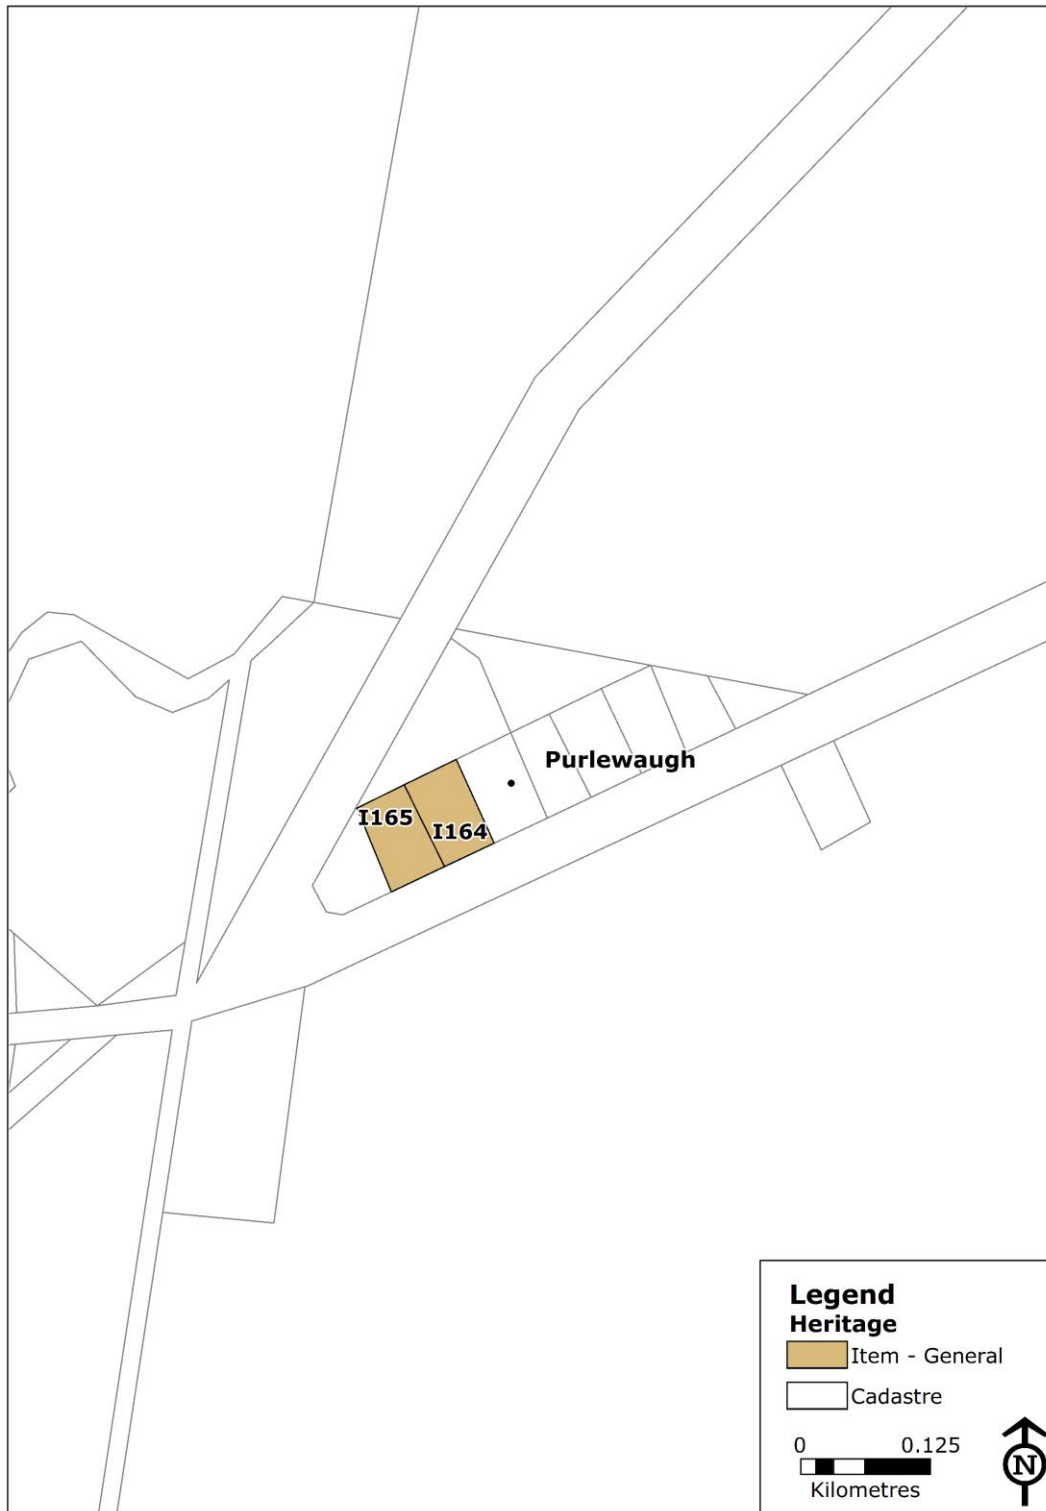 Purlewaugh
I165
I164
Legend
Heritage
Item - General
Cadastre
0 0.125
Kilometres
N